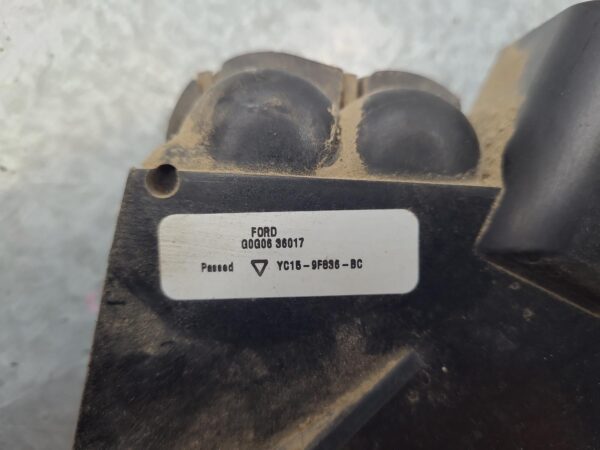 FORD
G0G06 36017
Passed ▽ YC15-9F836-BC